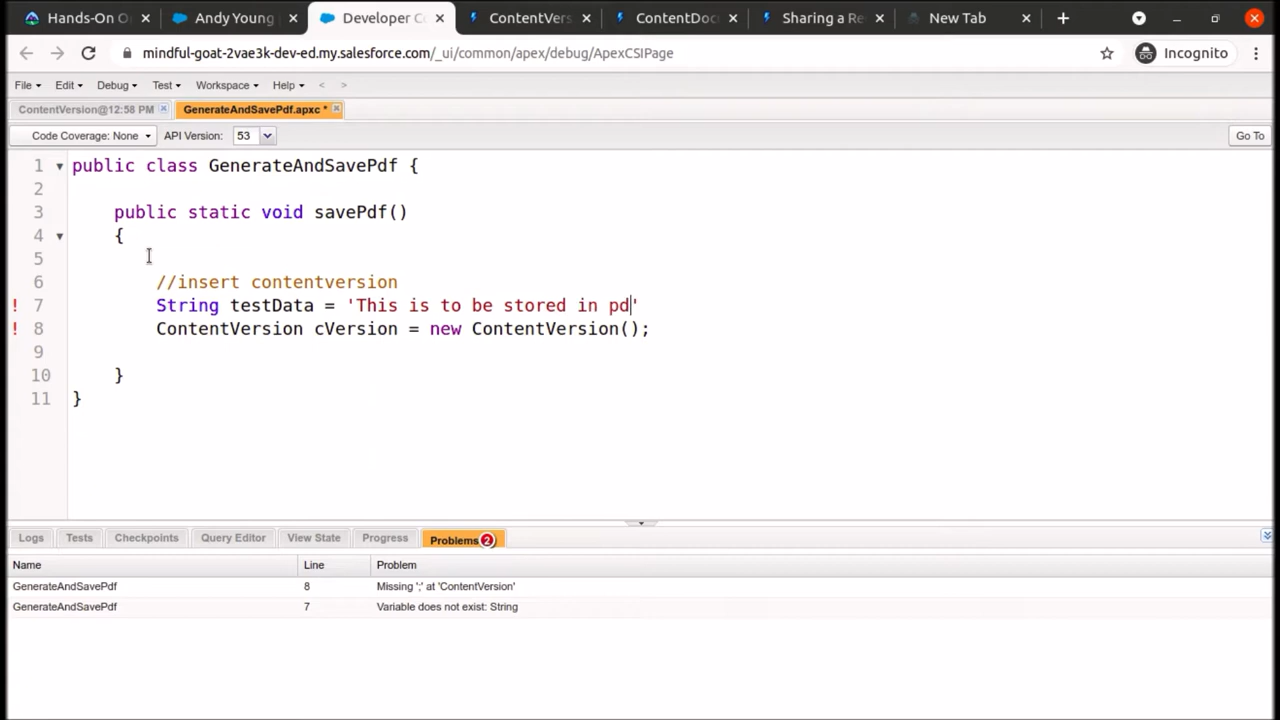 Hands-On O
Andy Young
Developer C
ContentVers
ContentDoc
Sharing a Re
New Tab
mindful-goat-2vae3k-dev-ed.my.salesforce.com/_ui/common/apex/debug/ApexCSIPage
Incognito
File Edit Debug Test Workspace Help < >
ContentVersion@12:58 PM
GenerateAndSavePdf.apxc *
Code Coverage: None API Version: 53 Go To
1 public class GenerateAndSavePdf {
2
3 public static void savePdf()
4 {
5
6 //insert contentversion
! 7 String testData = 'This is to be stored in pd'
! 8 ContentVersion cVersion = new ContentVersion();
9
10 }
11 }
Logs Tests Checkpoints Query Editor View State Progress Problems 2
Name Line Problem
GenerateAndSavePdf 8 Missing ';' at 'ContentVersion'
GenerateAndSavePdf 7 Variable does not exist: String